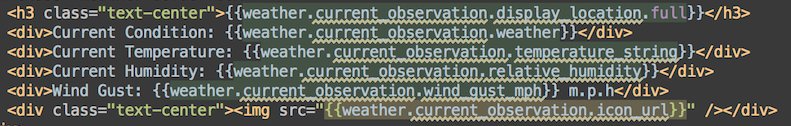 <h3 class="text-center">{{weather.current_observation.display_location.full}}</h3>
<div>Current Condition: {{weather.current_observation.weather}}</div>
<div>Current Temperature: {{weather.current_observation.temperature_string}}</div>
<div>Current Humidity: {{weather.current_observation.relative_humidity}}</div>
<div>Wind Gust: {{weather.current_observation.wind_gust_mph}} m.p.h</div>
<div class="text-center"><img src="{{weather.current_observation.icon_url}}" /></div>